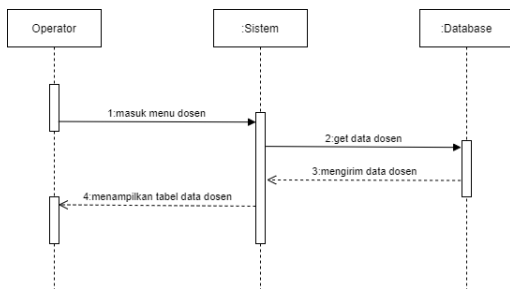 Operator
:Sistem
:Database
1:masuk menu dosen
2:get data dosen
3:mengirim data dosen
4:menampilkan tabel data dosen